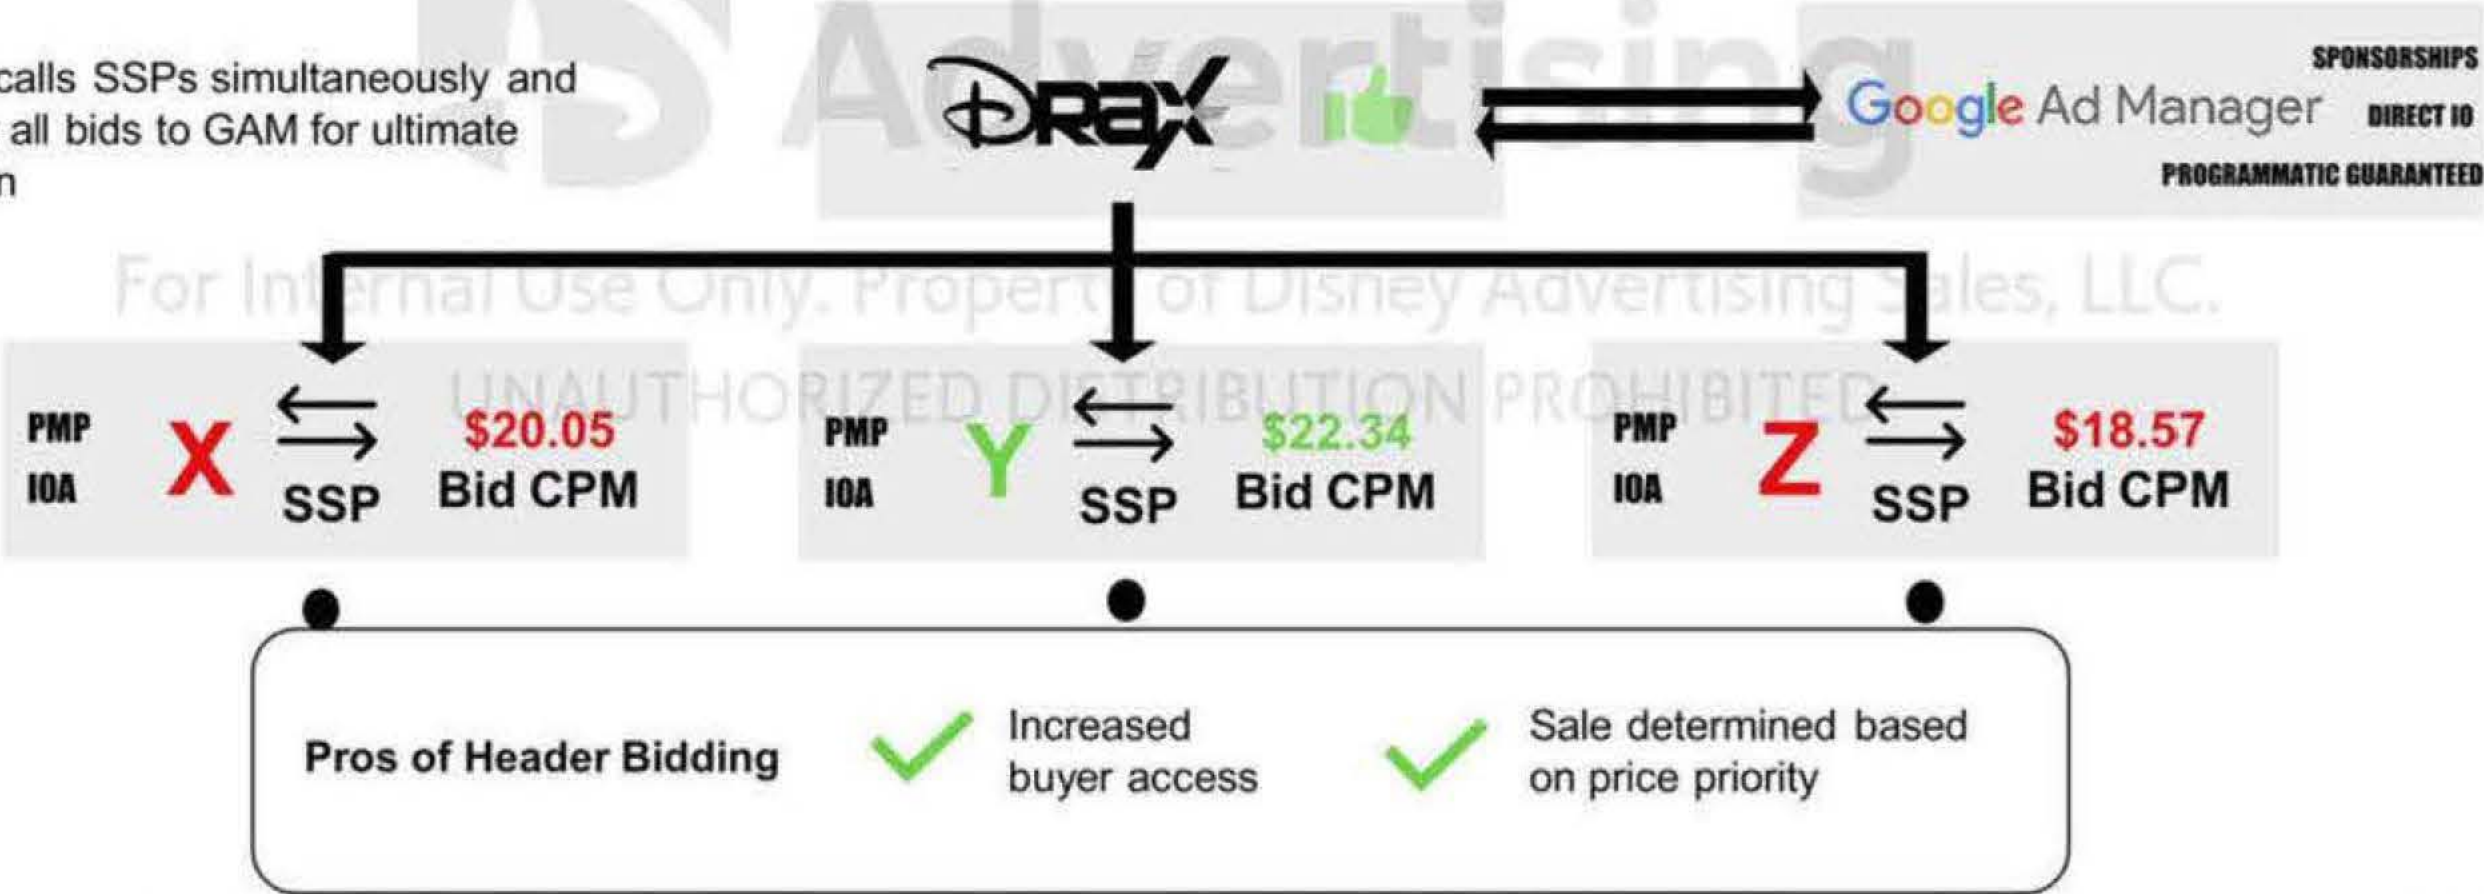 Advertising
calls SSPs simultaneously and
all bids to GAM for ultimate
n
DRaX
Google Ad Manager
SPONSORSHIPS
DIRECT IO
PROGRAMMATIC GUARANTEED
For Internal Use Only. Property of Disney Advertising Sales, LLC.
UNAUTHORIZED DISTRIBUTION PROHIBITED
PMP
IOA
X
SSP
$20.05
Bid CPM
PMP
IOA
Y
SSP
$22.34
Bid CPM
PMP
IOA
Z
SSP
$18.57
Bid CPM
Pros of Header Bidding
Increased
buyer access
Sale determined based
on price priority